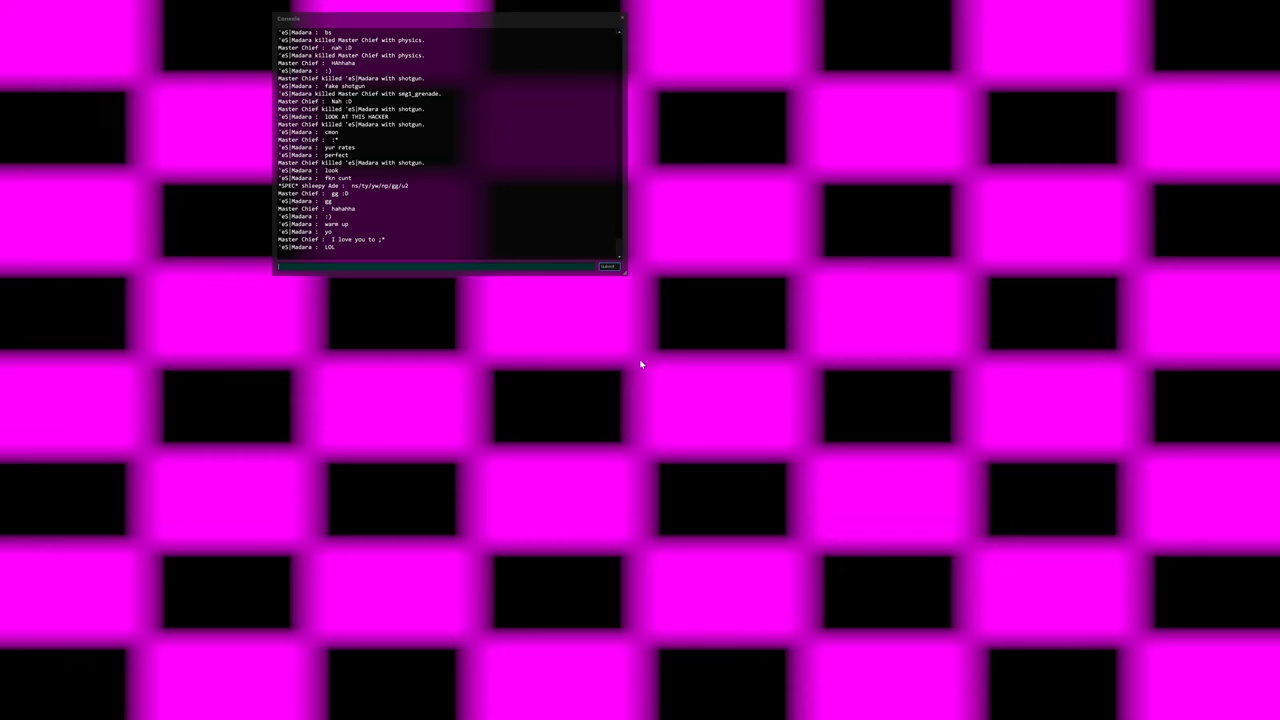 Console
'eS|Madara :  bs
'eS|Madara killed Master Chief with physics.
Master Chief :  nah :D
'eS|Madara killed Master Chief with physics.
Master Chief :  HAhhaha
'eS|Madara :  :)
Master Chief killed 'eS|Madara with shotgun.
'eS|Madara :  fake shotgun
'eS|Madara killed Master Chief with smg1_grenade.
Master Chief :  Nah :D
Master Chief killed 'eS|Madara with shotgun.
'eS|Madara :  lOOK AT THIS HACKER
Master Chief killed 'eS|Madara with shotgun.
'eS|Madara :  cmon
Master Chief :  :*
'eS|Madara :  yur rates
'eS|Madara :  perfect
Master Chief killed 'eS|Madara with shotgun.
'eS|Madara :  look
'eS|Madara :  fkn cunt
*SPEC* shleepy Ade :  ns/ty/yw/np/gg/u2
Master Chief :  gg :D
'eS|Madara :  gg
Master Chief :  hahahha
'eS|Madara :  :)
'eS|Madara :  warm up
'eS|Madara :  yo
Master Chief :  I love you to ;*
'eS|Madara :  LOL
Submit